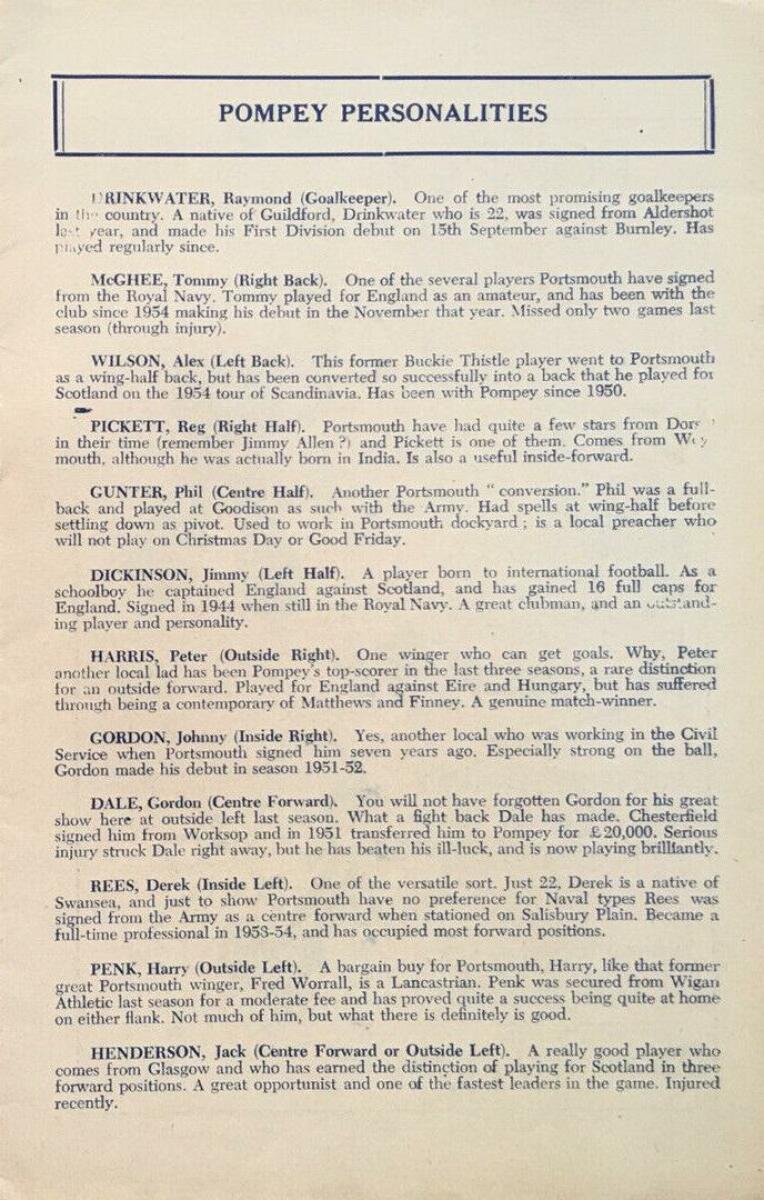 POMPEY PERSONALITIES
DRINKWATER, Raymond (Goalkeeper). One of the most promising goalkeepers
in the country. A native of Guildford, Drinkwater who is 22, was signed from Aldershot
last year, and made his First Division debut on 15th September against Burnley. Has
played regularly since.
McGHEE, Tommy (Right Back). One of the several players Portsmouth have signed
from the Royal Navy. Tommy played for England as an amateur, and has been with the
club since 1954 making his debut in the November that year. Missed only two games last
season (through injury).
WILSON, Alex (Left Back). This former Buckie Thistle player went to Portsmouth
as a wing-half back, but has been converted so successfully into a back that he played for
Scotland on the 1954 tour of Scandinavia. Has been with Pompey since 1950.
PICKETT, Reg (Right Half). Portsmouth have had quite a few stars from
in their time (remember Jimmy Allen ?) and Pickett is one of them. Comes from Wey
mouth, although he was actually born in India. Is also a useful inside-forward.
GUNTER, Phil (Centre Half). Another Portsmouth " conversion." Phil was a full-
back and played at Goodison as such with the Army. Had spells at wing-half before
settling down as pivot. Used to work in Portsmouth dockyard ; is a local preacher who
will not play on Christmas Day or Good Friday.
DICKINSON, Jimmy (Left Half). A player born to international football. As a
schoolboy he captained England against Scotland, and has gained 16 full caps for
England. Signed in 1944 when still in the Royal Navy. A great clubman, and an outstand-
ing player and personality.
HARRIS, Peter (Outside Right). One winger who can get goals. Why, Peter
another local lad has been Pompey's top-scorer in the last three seasons, a rare distinction
for an outside forward. Played for England against Eire and Hungary, but has suffered
through being a contemporary of Matthews and Finney. A genuine match-winner.
GORDON, Johnny (Inside Right). Yes, another local who was working in the Civil
Service when Portsmouth signed him seven years ago. Especially strong on the ball,
Gordon made his debut in season 1951-52.
DALE, Gordon (Centre Forward). You will not have forgotten Gordon for his great
show here at outside left last season. What a fight back Dale has made. Chesterfield
signed him from Worksop and in 1951 transferred him to Pompey for £20,000. Serious
injury struck Dale right away, but he has beaten his ill-luck, and is now playing brilliantly.
REES, Derek (Inside Left). One of the versatile sort. Just 22, Derek is a native of
Swansea, and just to show Portsmouth have no preference for Naval types Rees was
signed from the Army as a centre forward when stationed on Salisbury Plain. Became a
full-time professional in 1953-54, and has occupied most forward positions.
PENK, Harry (Outside Left). A bargain buy for Portsmouth, Harry, like that former
great Portsmouth winger, Fred Worrall, is a Lancastrian. Penk was secured from Wigan
Athletic last season for a moderate fee and has proved quite a success being quite at home
on either flank. Not much of him, but what there is definitely is good.
HENDERSON, Jack (Centre Forward or Outside Left). A really good player who
comes from Glasgow and who has earned the distinction of playing for Scotland in three
forward positions. A great opportunist and one of the fastest leaders in the game. Injured
recently.